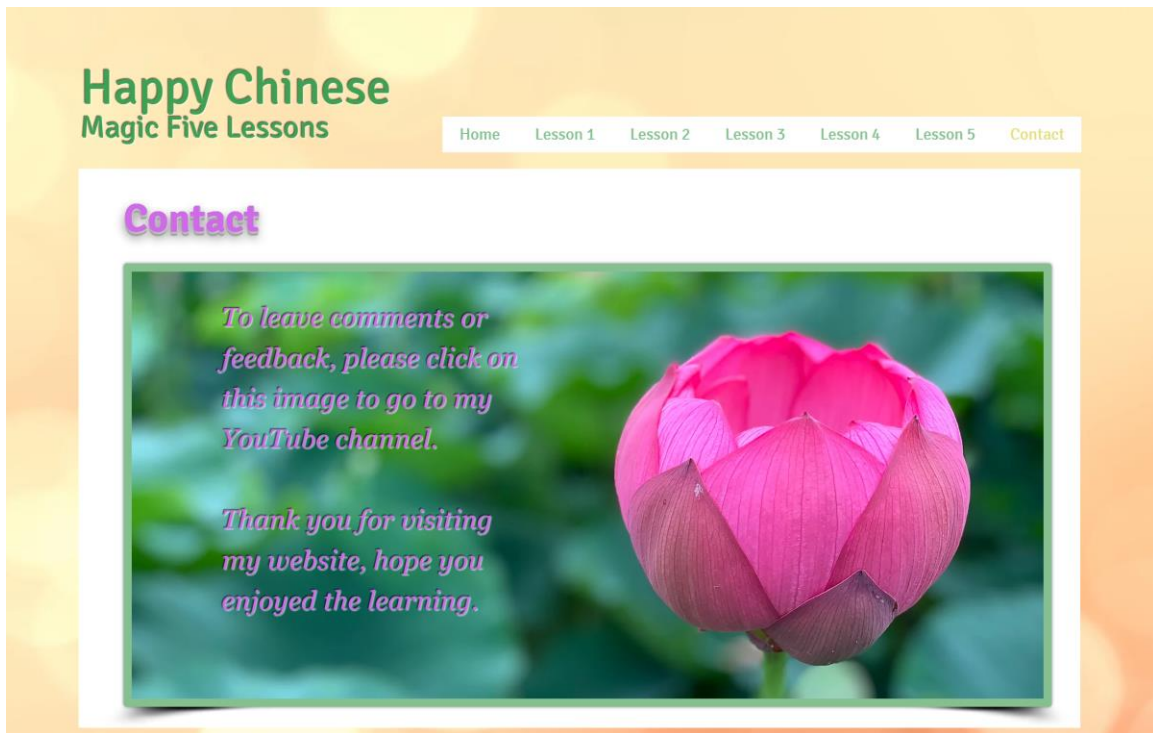 Happy Chinese
Magic Five Lessons
Home Lesson 1 Lesson 2 Lesson 3 Lesson 4 Lesson 5 Contact
Contact
To leave comments or
feedback, please click on
this image to go to my
YouTube channel.
Thank you for visiting
my website, hope you
enjoyed the learning.